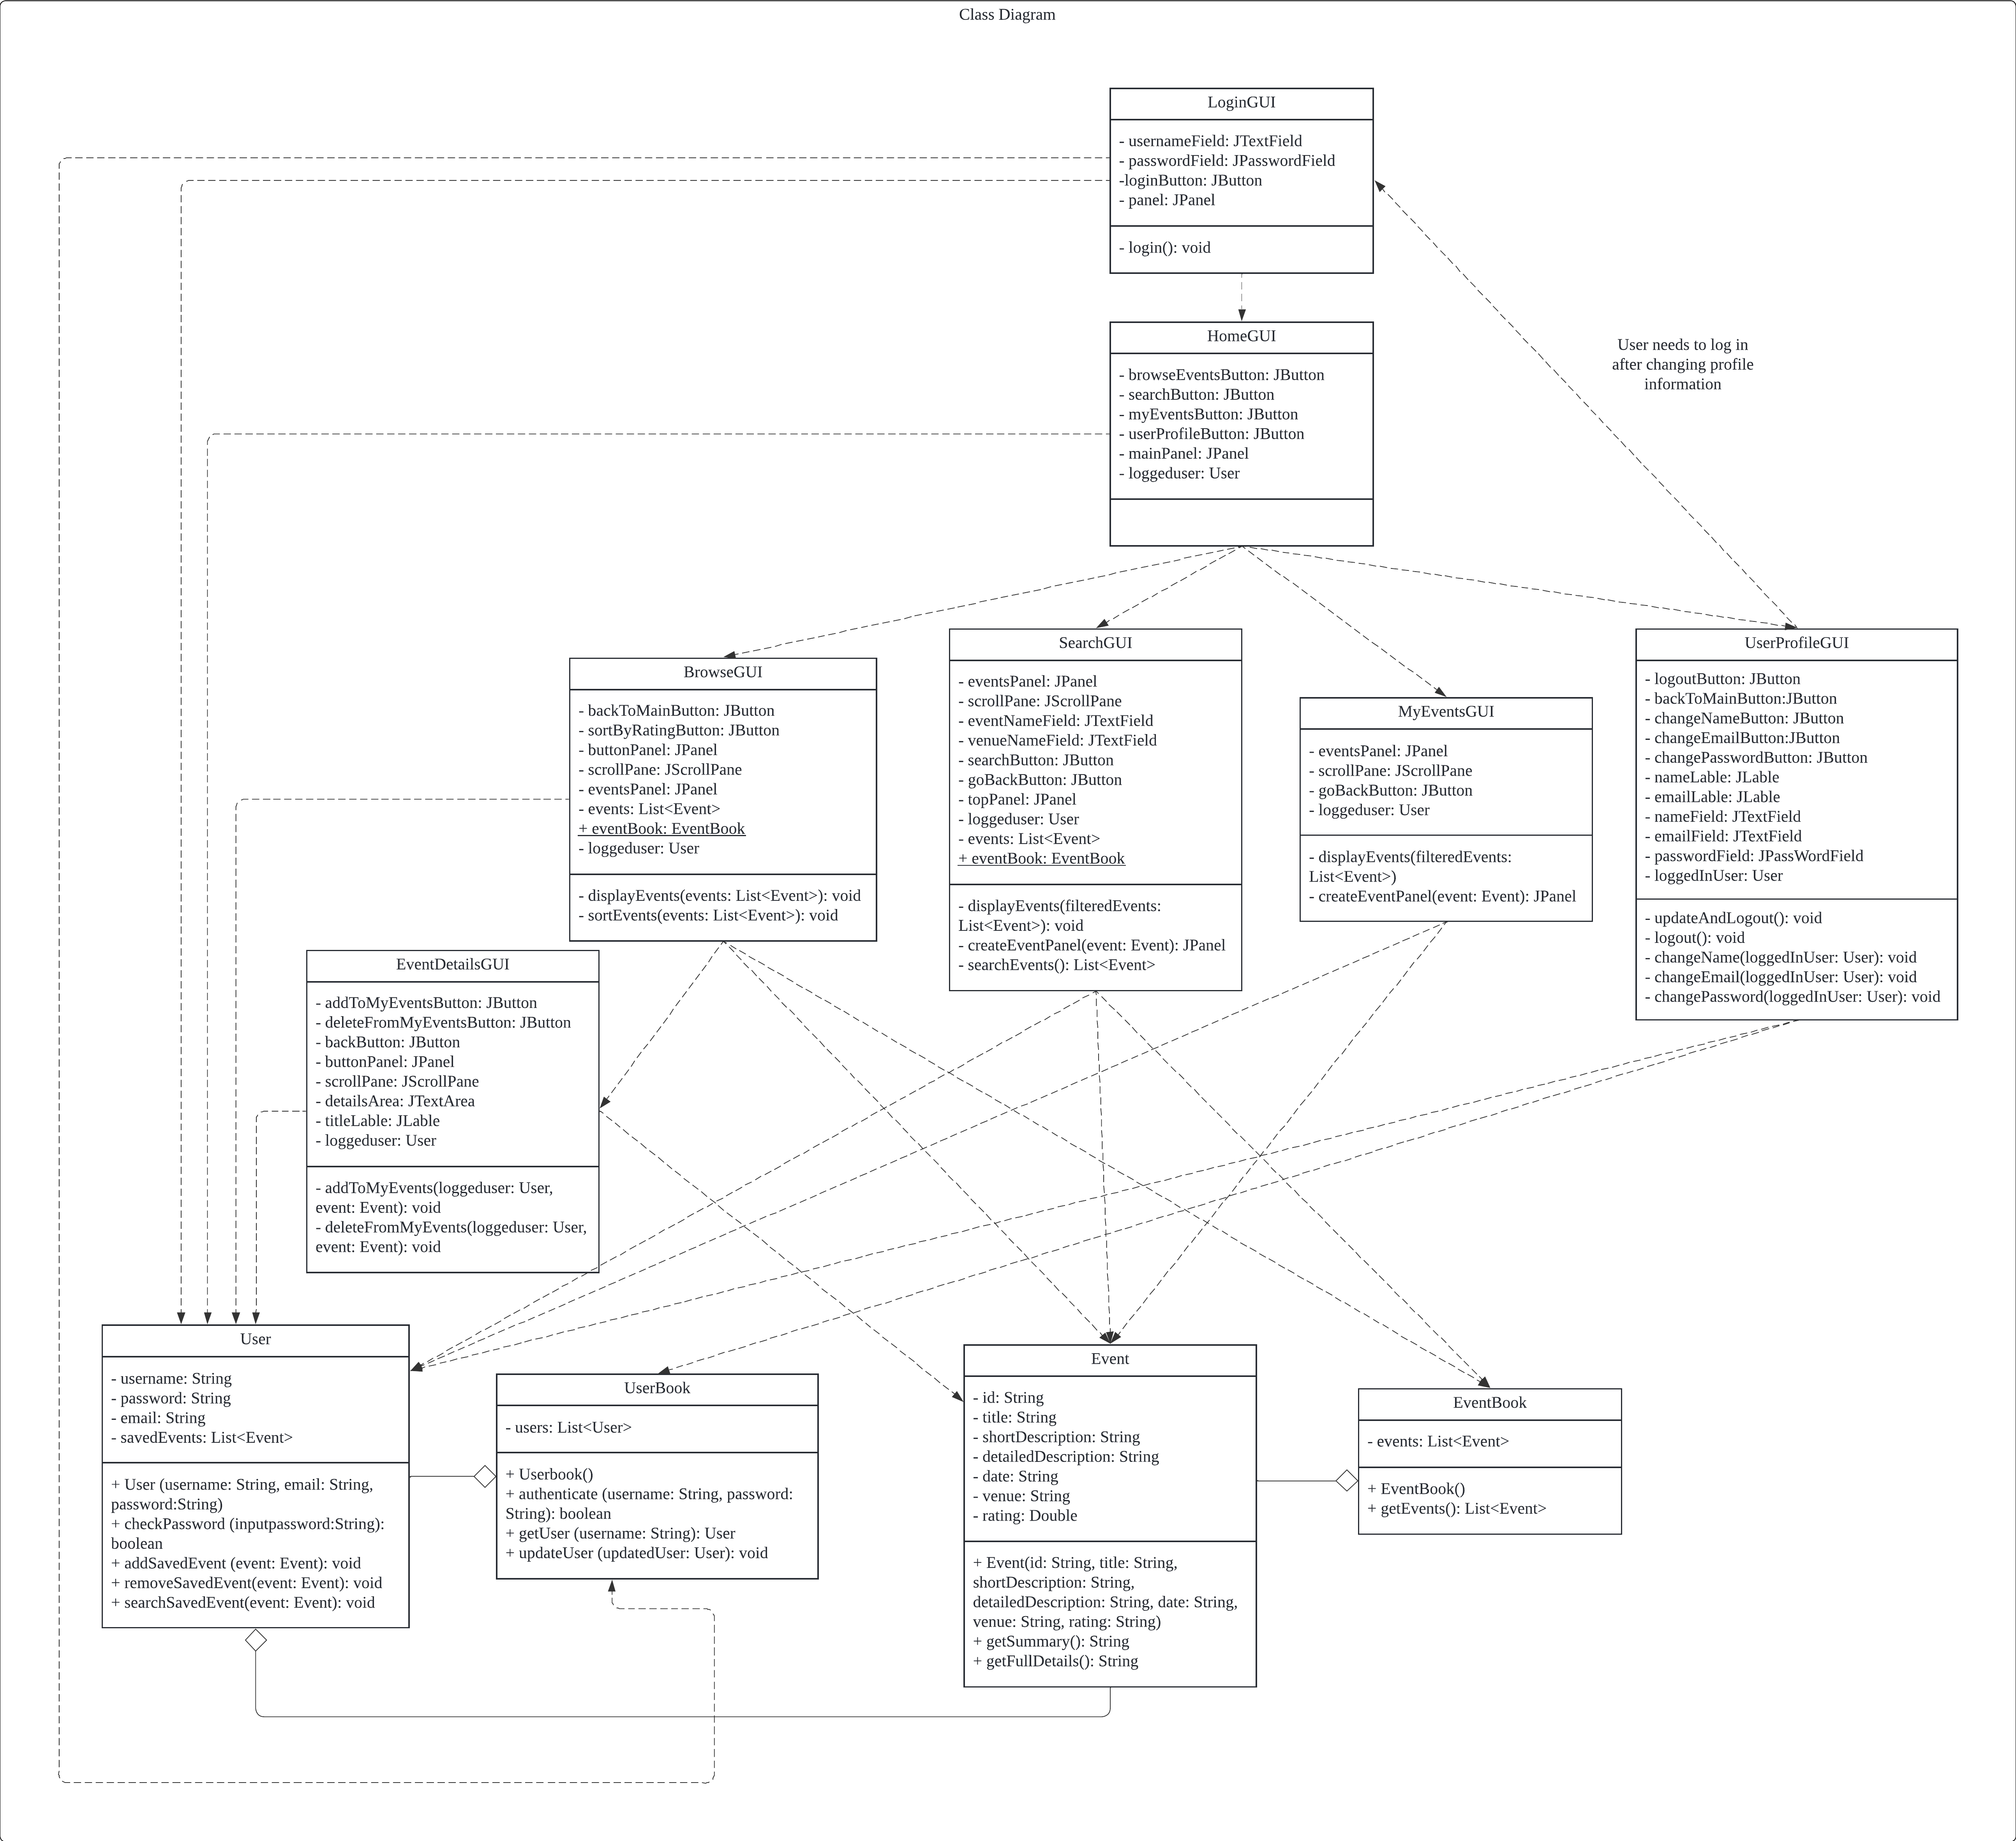 Class Diagram
LoginGUI
- usernameField: JTextField
- passwordField: JPasswordField
-loginButton: JButton
- panel: JPanel
- login(): void
HomeGUI
- browseEventsButton: JButton
- searchButton: JButton
- myEventsButton: JButton
- userProfileButton: JButton
- mainPanel: JPanel
- loggeduser: User
User needs to log in
after changing profile
information
BrowseGUI
- backToMainButton: JButton
- sortByRatingButton: JButton
- buttonPanel: JPanel
- scrollPane: JScrollPane
- eventsPanel: JPanel
- events: List<Event>
+ eventBook: EventBook
- loggeduser: User
- displayEvents(events: List<Event>): void
- sortEvents(events: List<Event>): void
SearchGUI
- eventsPanel: JPanel
- scrollPane: JScrollPane
- eventNameField: JTextField
- venueNameField: JTextField
- searchButton: JButton
- goBackButton: JButton
- topPanel: JPanel
- loggeduser: User
- events: List<Event>
+ eventBook: EventBook
- displayEvents(filteredEvents:
List<Event>): void
- createEventPanel(event: Event): JPanel
- searchEvents(): List<Event>
MyEventsGUI
- eventsPanel: JPanel
- scrollPane: JScrollPane
- goBackButton: JButton
- loggeduser: User
- displayEvents(filteredEvents:
List<Event>)
- createEventPanel(event: Event): JPanel
UserProfileGUI
- logoutButton: JButton
- backToMainButton:JButton
- changeNameButton: JButton
- changeEmailButton:JButton
- changePasswordButton: JButton
- nameLable: JLable
- emailLable: JLable
- nameField: JTextField
- emailField: JTextField
- passwordField: JPassWordField
- loggedInUser: User
- updateAndLogout(): void
- logout(): void
- changeName(loggedInUser: User): void
- changeEmail(loggedInUser: User): void
- changePassword(loggedInUser: User): void
EventDetailsGUI
- addToMyEventsButton: JButton
- deleteFromMyEventsButton: JButton
- backButton: JButton
- buttonPanel: JPanel
- scrollPane: JScrollPane
- detailsArea: JTextArea
- titleLable: JLable
- loggeduser: User
- addToMyEvents(loggeduser: User,
event: Event): void
- deleteFromMyEvents(loggeduser: User,
event: Event): void
User
- username: String
- password: String
- email: String
- savedEvents: List<Event>
+ User (username: String, email: String,
password:String)
+ checkPassword (inputpassword:String):
boolean
+ addSavedEvent (event: Event): void
+ removeSavedEvent(event: Event): void
+ searchSavedEvent(event: Event): void
UserBook
- users: List<User>
+ Userbook()
+ authenticate (username: String, password:
String): boolean
+ getUser (username: String): User
+ updateUser (updatedUser: User): void
Event
- id: String
- title: String
- shortDescription: String
- detailedDescription: String
- date: String
- venue: String
- rating: Double
+ Event(id: String, title: String,
shortDescription: String,
detailedDescription: String, date: String,
venue: String, rating: String)
+ getSummary(): String
+ getFullDetails(): String
EventBook
- events: List<Event>
+ EventBook()
+ getEvents(): List<Event>